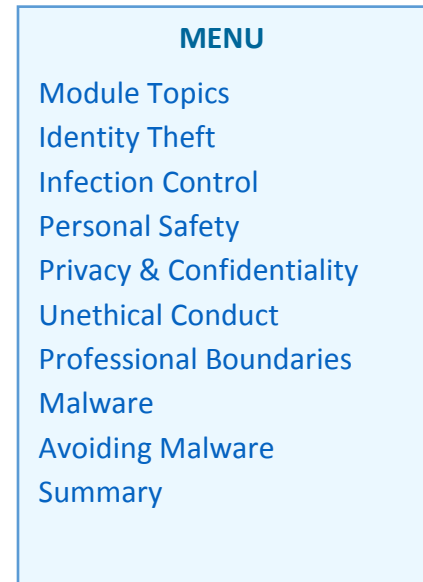 MENU
Module Topics
Identity Theft
Infection Control
Personal Safety
Privacy & Confidentiality
Unethical Conduct
Professional Boundaries
Malware
Avoiding Malware
Summary